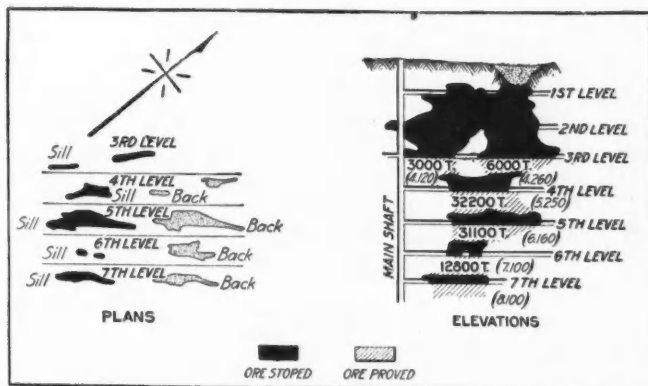 3RD LEVEL
Sill
4TH LEVEL
Sill Back
5TH LEVEL
Sill Back
6TH LEVEL
Sill Back
7TH LEVEL
Sill Back
PLANS
MAIN SHAFT
1ST LEVEL
2ND LEVEL
3RD LEVEL
3000 T. 6000 T.
(4.120) (4.260)
4TH LEVEL
32200 T. (5.250)
5TH LEVEL
31100 T. (6.160)
6TH LEVEL
12800 T. (7.100)
7TH LEVEL
(8.100)
ELEVATIONS
ORE STOPED ORE PROVED